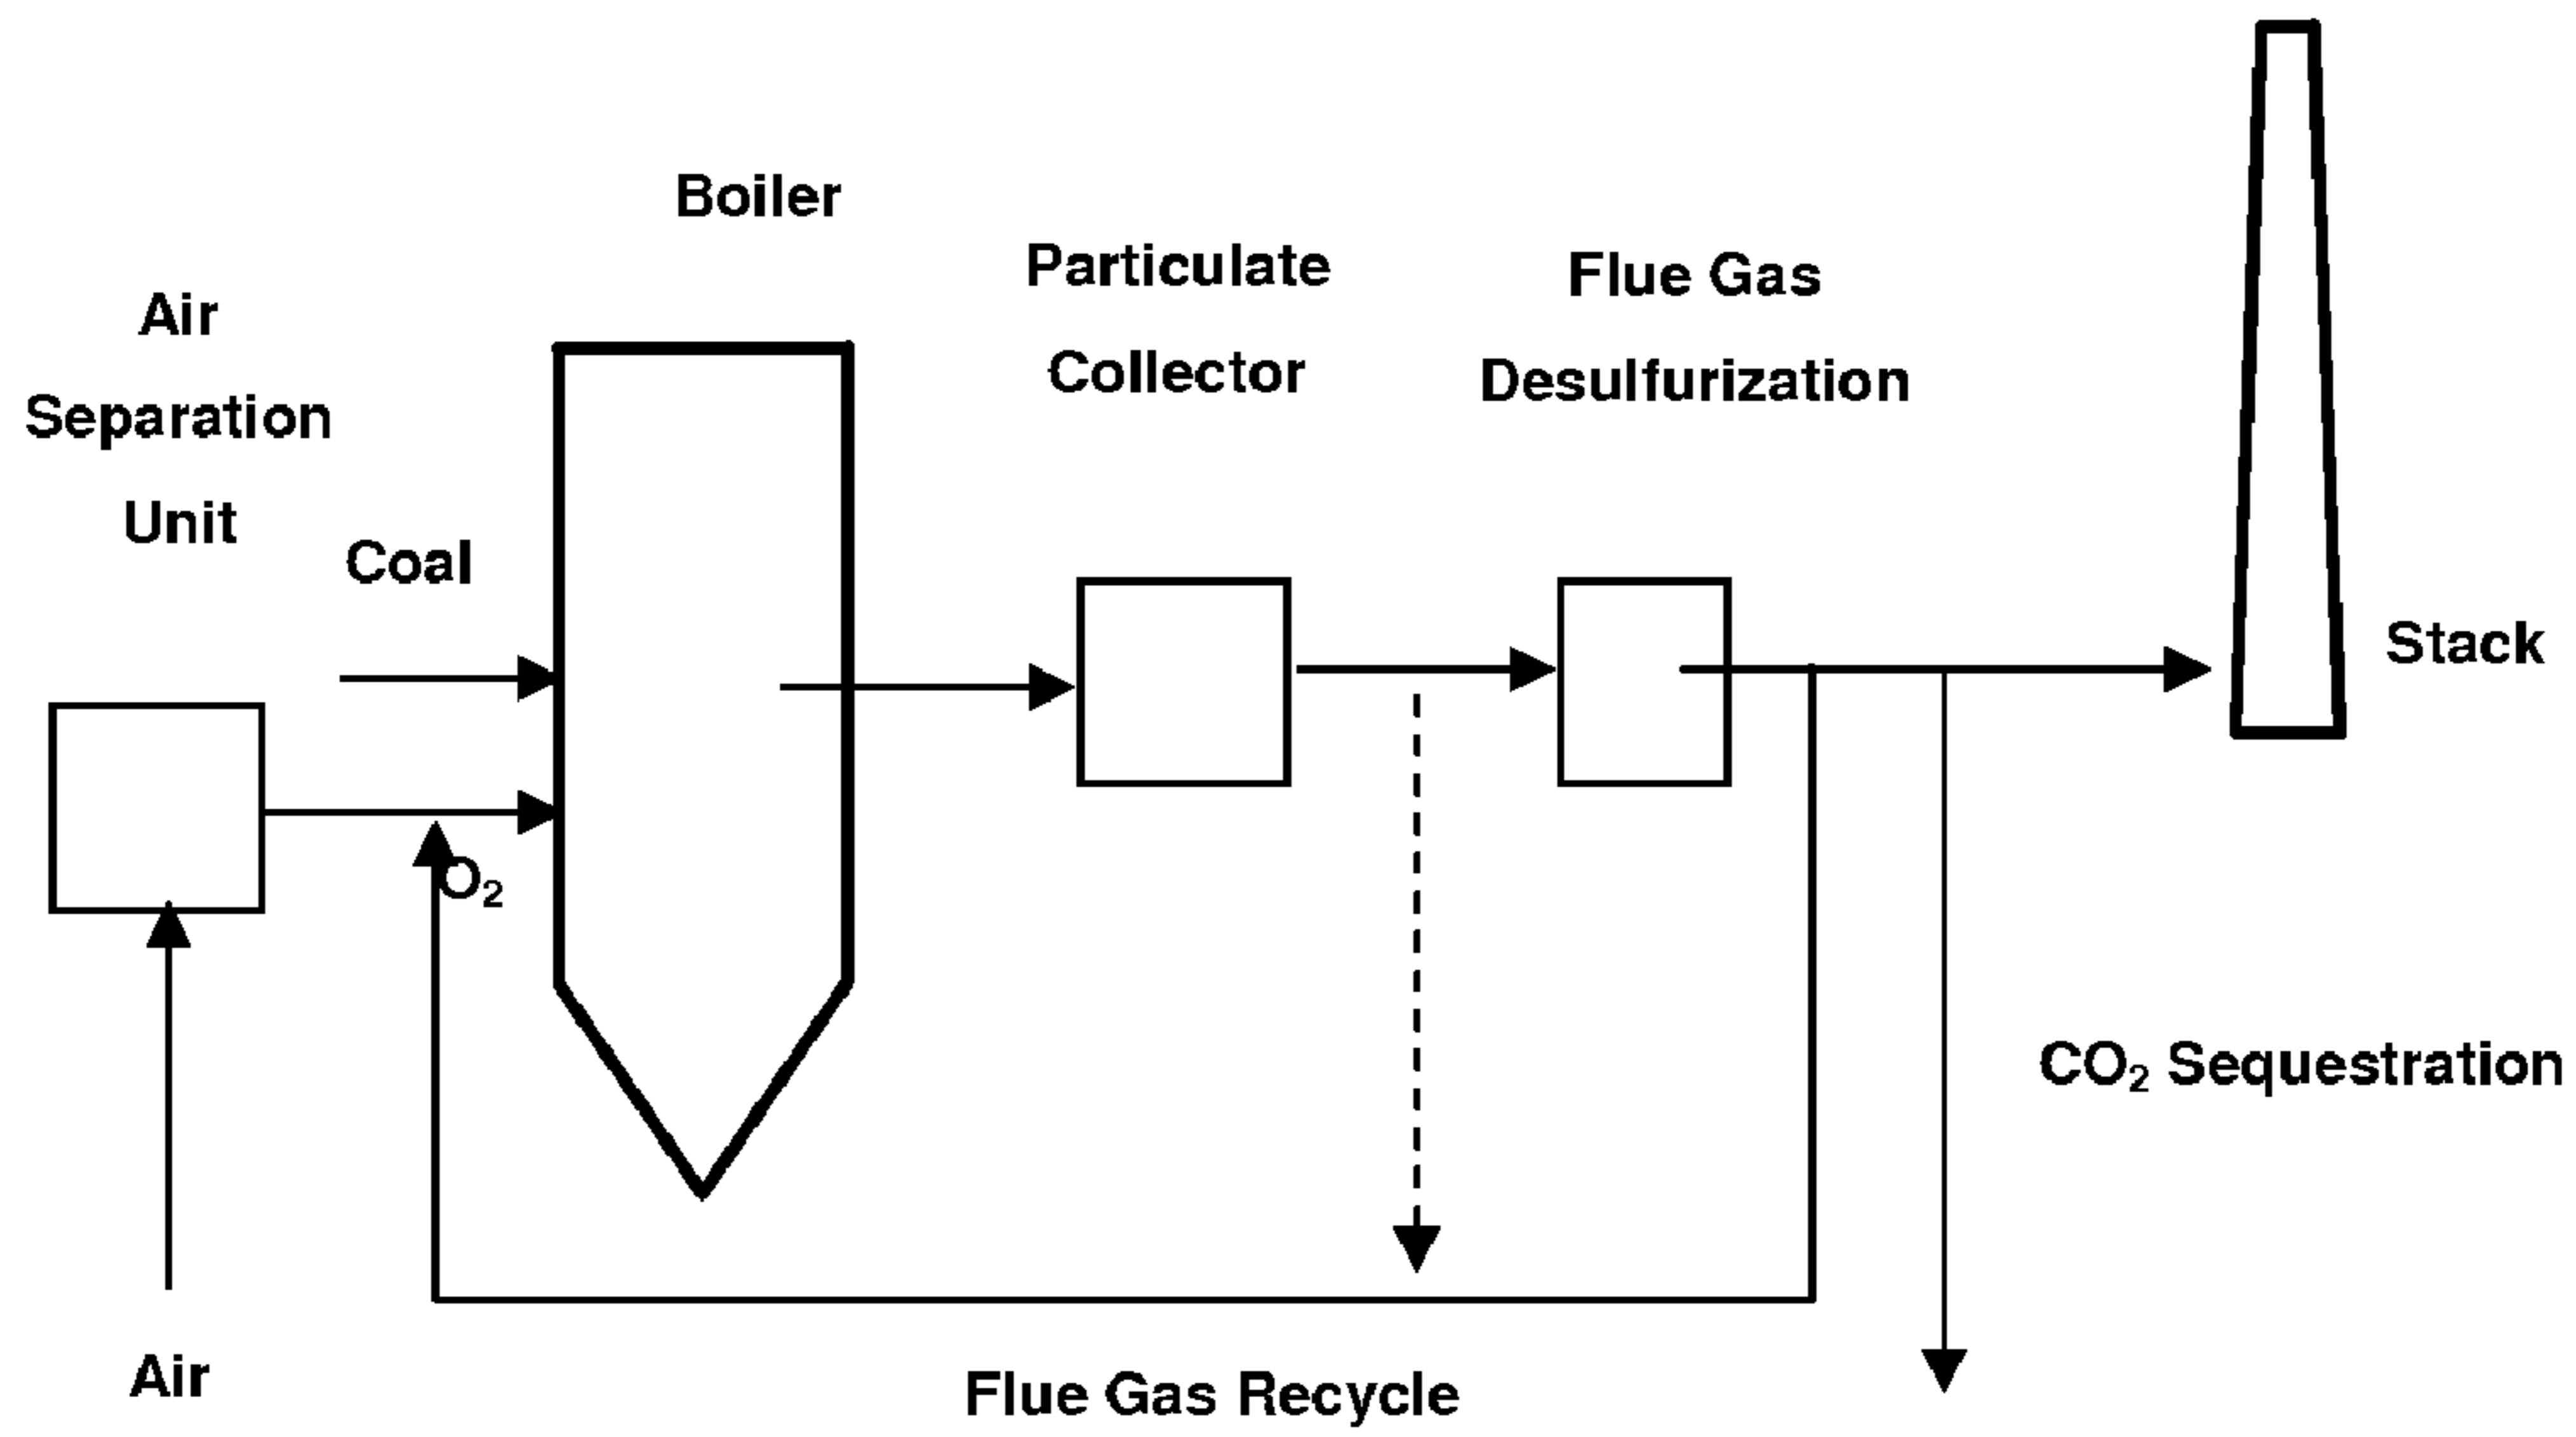 Boiler
Particulate
Collector
Flue Gas
Desulfurization
Air
Separation
Unit
Coal
Stack
O₂
CO₂ Sequestration
Air
Flue Gas Recycle